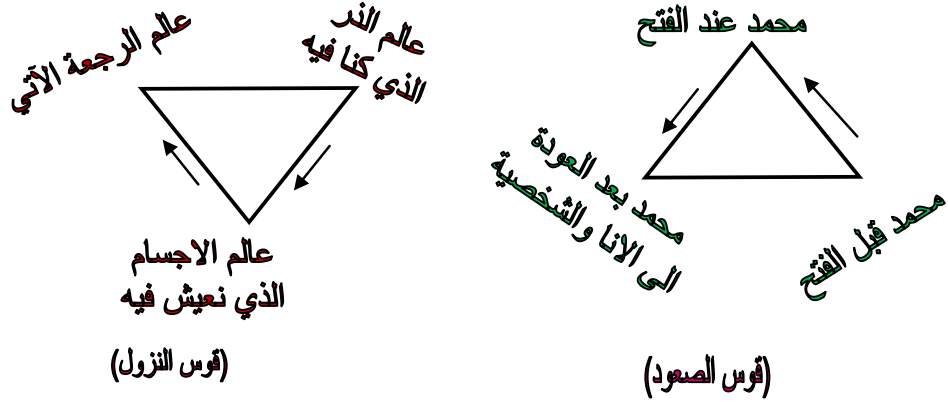 محمد عند الفتح
محمد قبل الفتح
محمد بعد العودة
الى الانا والشخصية
(قوس الصعود)
عالم الذر
الذي كنا فيه
عالم الرجعة الآتي
عالم الاجسام
الذي نعيش فيه
(قوس النزول)